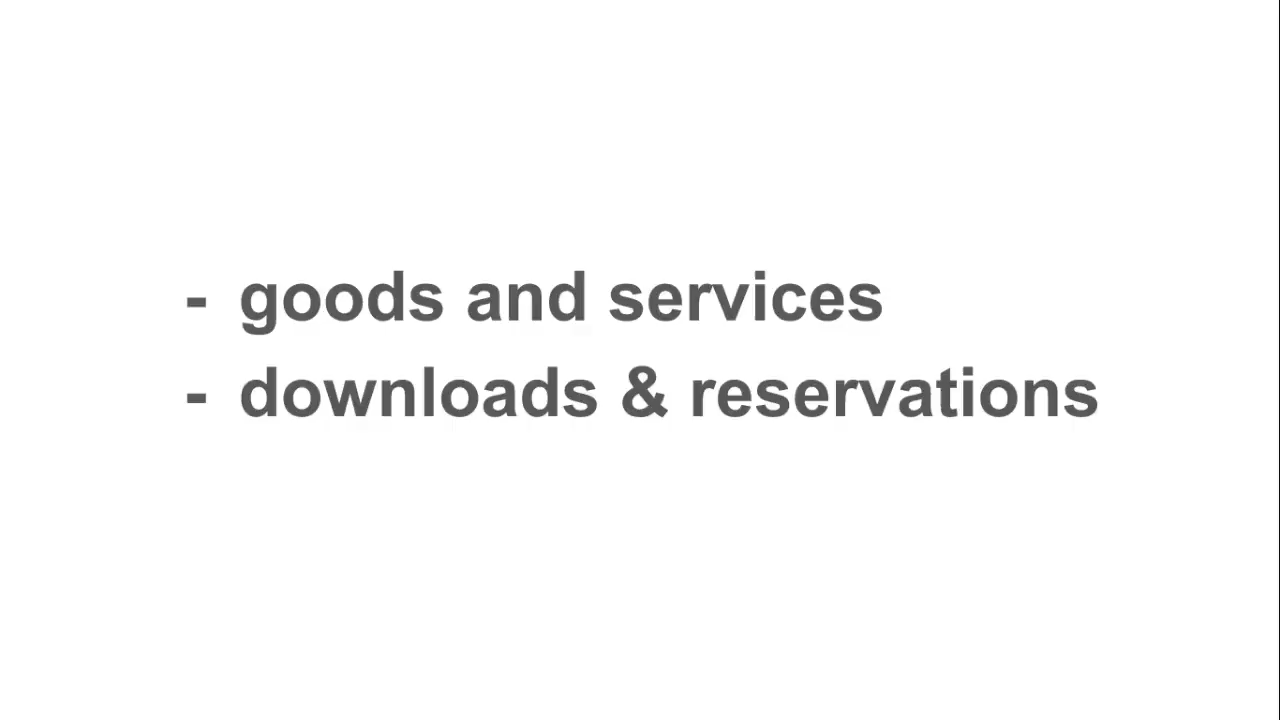 - goods and services
- downloads & reservations